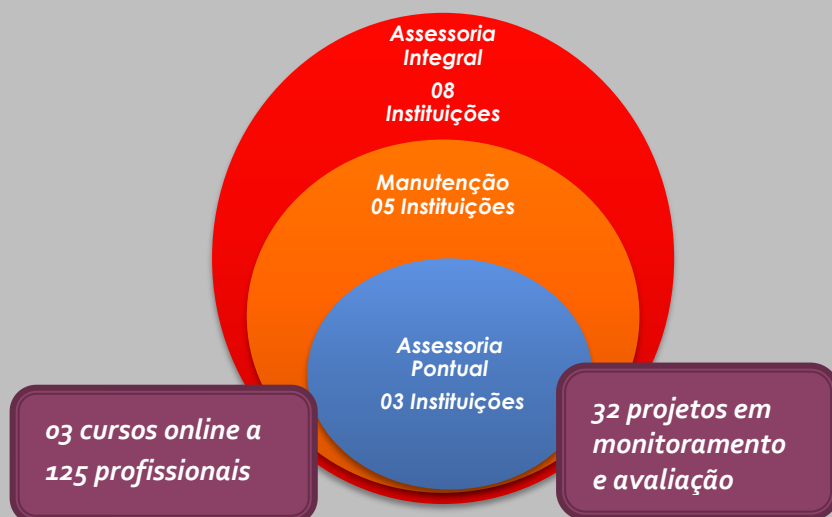 Assessoria
Integral
08
Instituições
Manutenção
05 Instituições
Assessoria
Pontual
03 Instituições
03 cursos online a
125 profissionais
32 projetos em
monitoramento
e avaliação